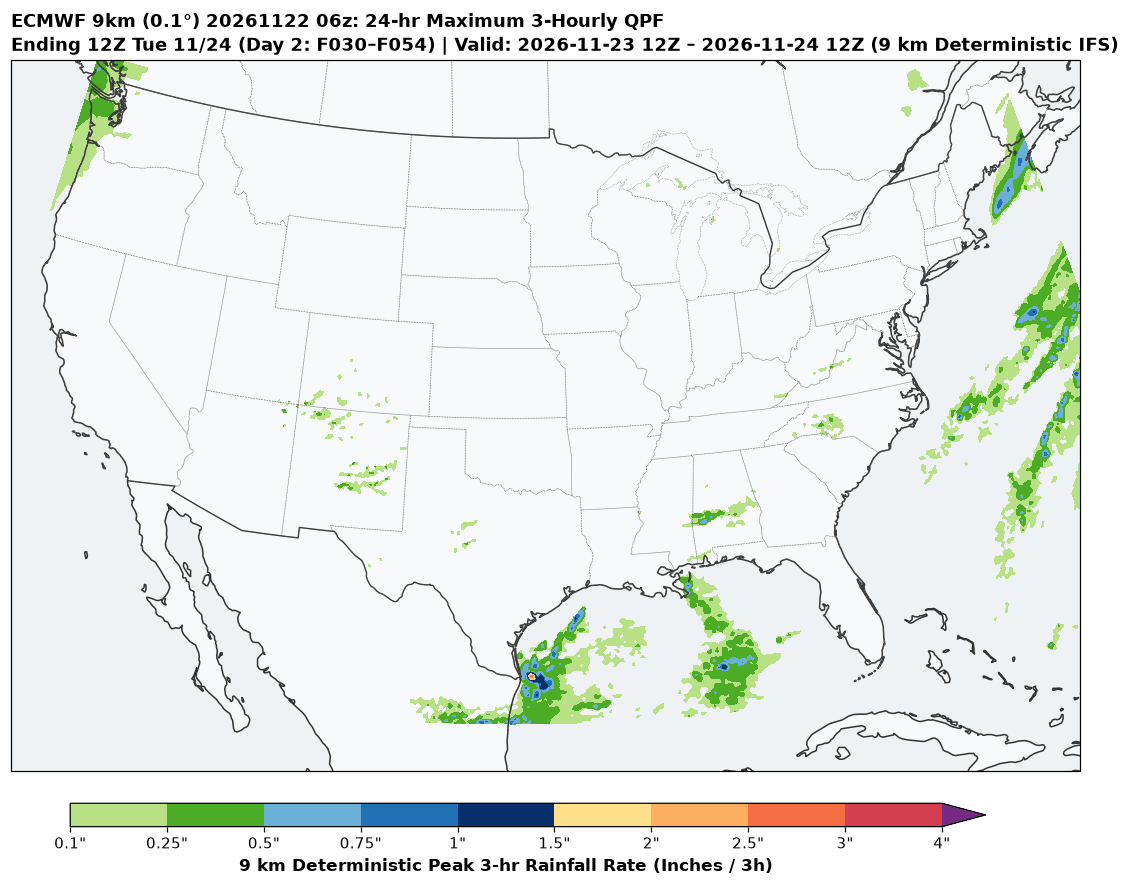 ECMWF 9km (0.1°) 20261122 06z: 24-hr Maximum 3-Hourly QPF
Ending 12Z Tue 11/24 (Day 2: F030–F054) | Valid: 2026-11-23 12Z – 2026-11-24 12Z (9 km Deterministic IFS)
0.1" 0.25" 0.5" 0.75" 1" 1.5" 2" 2.5" 3" 4"
9 km Deterministic Peak 3-hr Rainfall Rate (Inches / 3h)